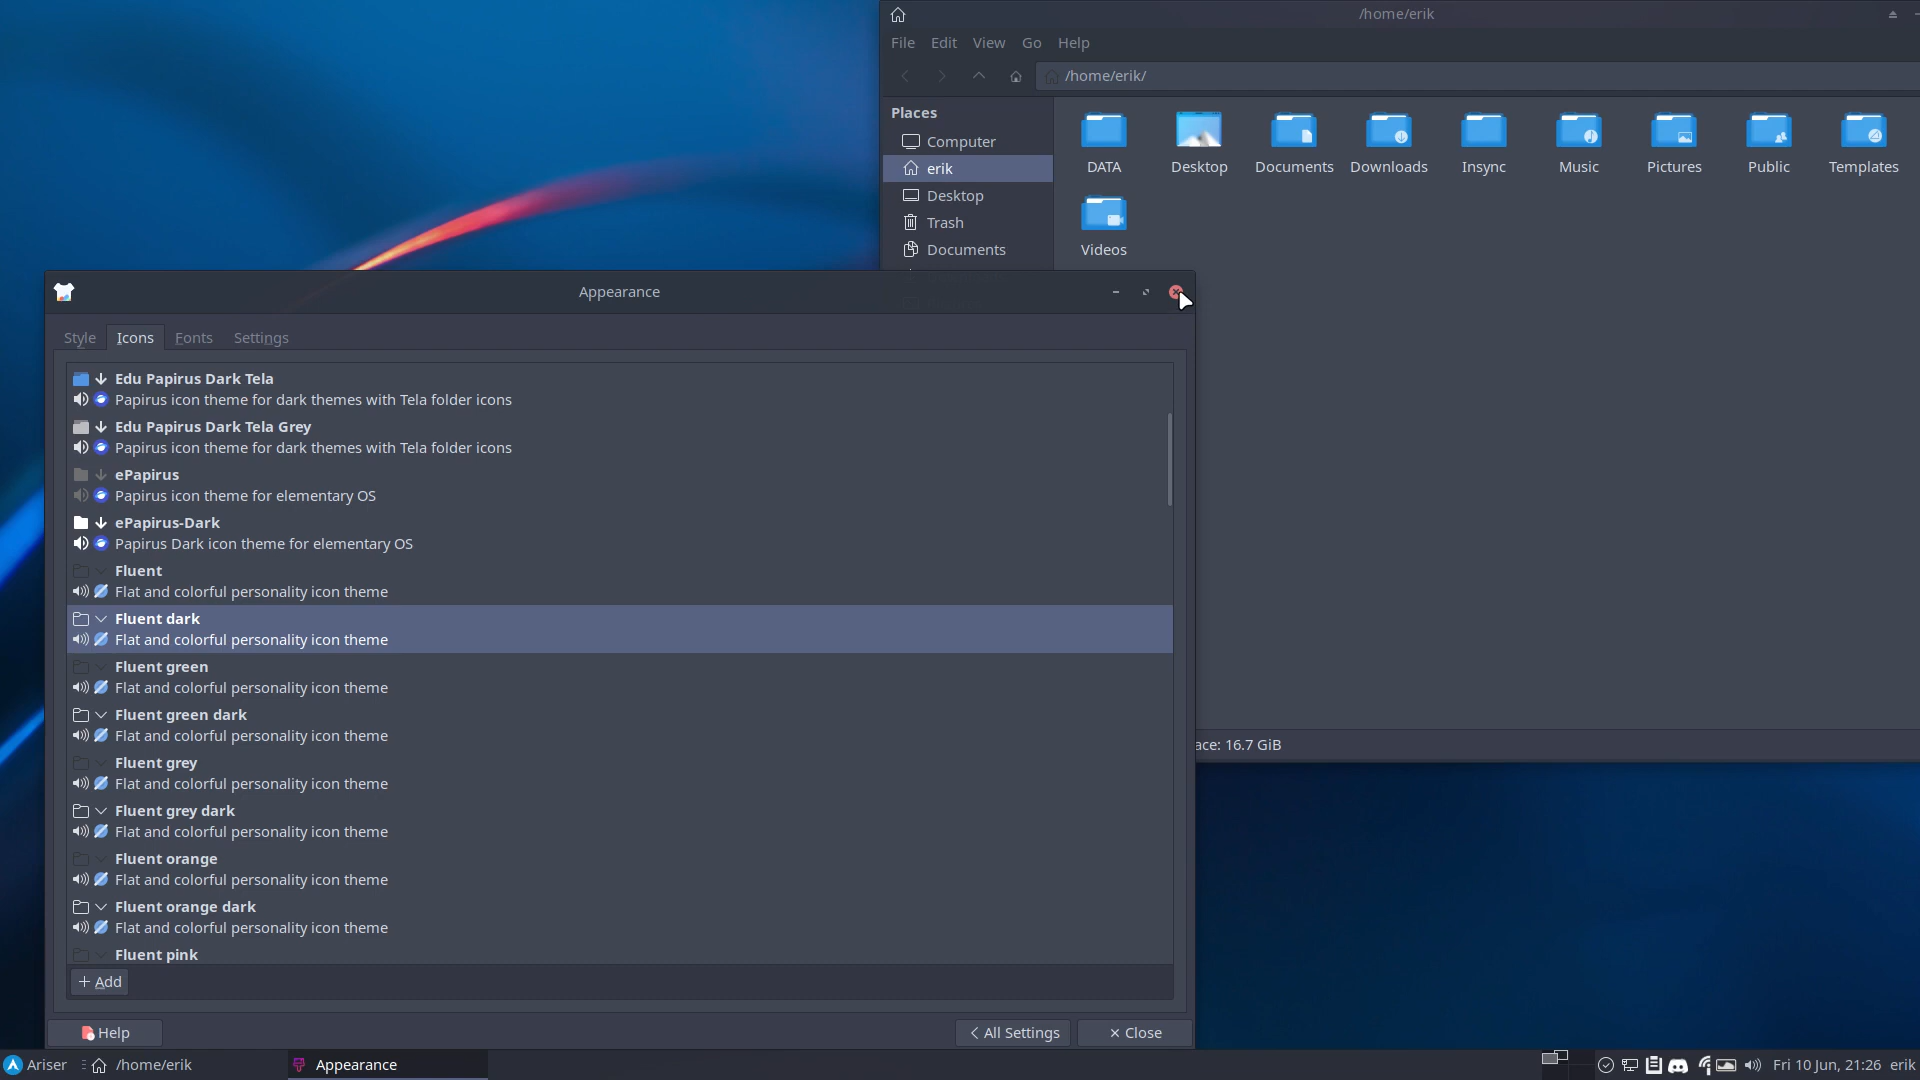 /home/erik
File Edit View Go Help
/home/erik/
Places
Computer
erik
Desktop
Trash
Documents
DATA
Desktop
Documents
Downloads
Insync
Music
Pictures
Public
Templates
Videos
ace: 16.7 GiB
Appearance
Style Icons Fonts Settings
Edu Papirus Dark Tela
Papirus icon theme for dark themes with Tela folder icons
Edu Papirus Dark Tela Grey
Papirus icon theme for dark themes with Tela folder icons
ePapirus
Papirus icon theme for elementary OS
ePapirus-Dark
Papirus Dark icon theme for elementary OS
Fluent
Flat and colorful personality icon theme
Fluent dark
Flat and colorful personality icon theme
Fluent green
Flat and colorful personality icon theme
Fluent green dark
Flat and colorful personality icon theme
Fluent grey
Flat and colorful personality icon theme
Fluent grey dark
Flat and colorful personality icon theme
Fluent orange
Flat and colorful personality icon theme
Fluent orange dark
Flat and colorful personality icon theme
Fluent pink
+ Add
Help
< All Settings
× Close
Ariser
/home/erik
Appearance
Fri 10 Jun, 21:26 erik